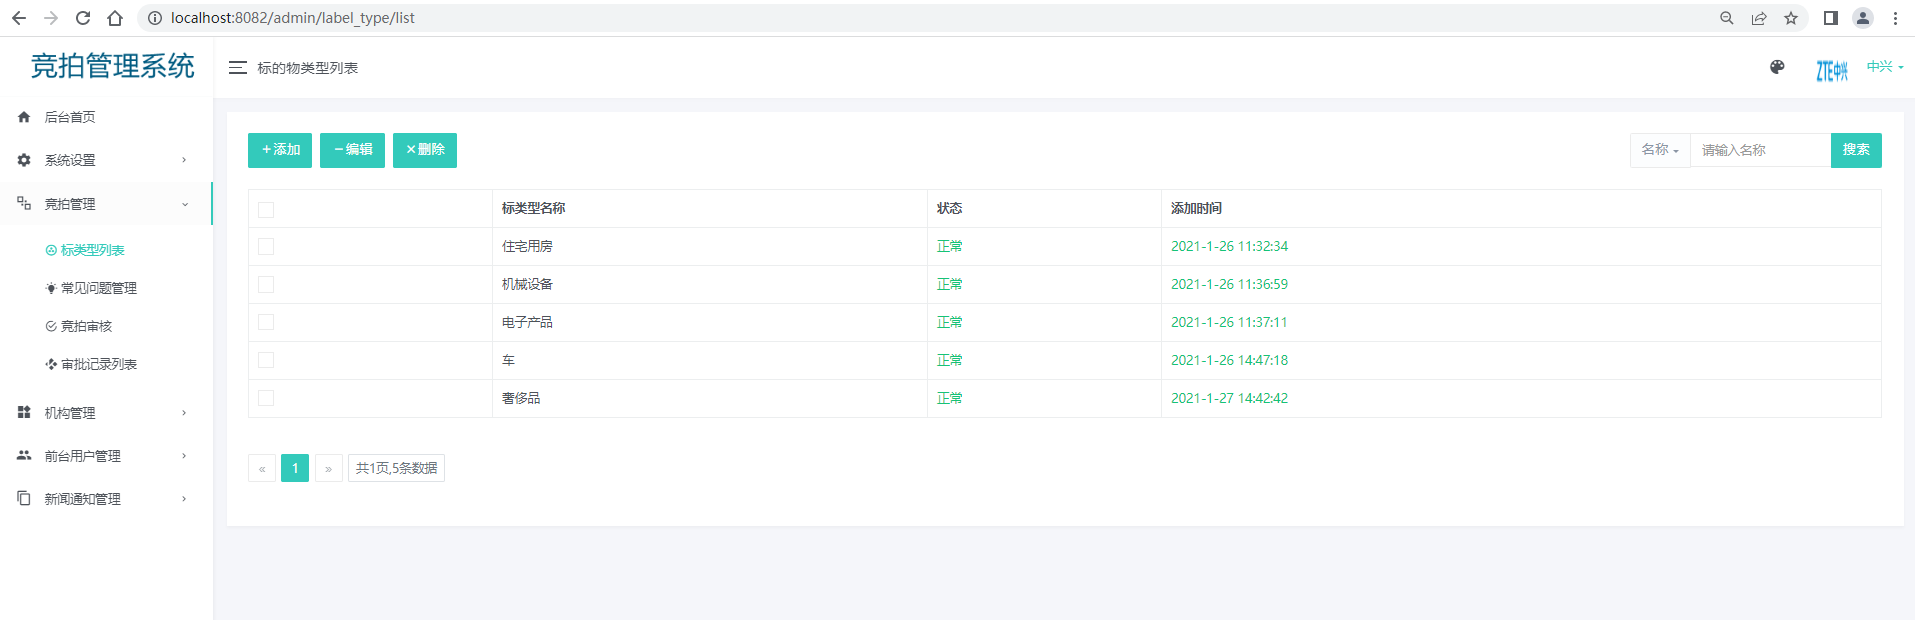 localhost:8082/admin/label_type/list
竞拍管理系统
标的物类型列表
ZTE中兴
中兴
后台首页
系统设置
竞拍管理
标类型列表
常见问题管理
竞拍审核
审批记录列表
机构管理
前台用户管理
新闻通知管理
+添加
−编辑
×删除
名称
请输入名称
搜索
标类型名称 状态 添加时间
住宅用房 正常 2021-1-26 11:32:34
机械设备 正常 2021-1-26 11:36:59
电子产品 正常 2021-1-26 11:37:11
车 正常 2021-1-26 14:47:18
奢侈品 正常 2021-1-27 14:42:42
« 1 » 共1页,5条数据